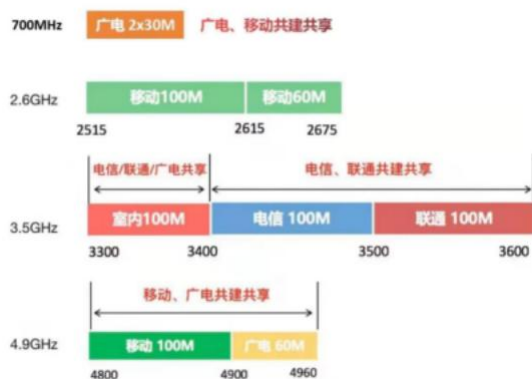 700MHz 广电 2x30M 广电、移动共建共享
2.6GHz 移动100M 移动60M
2515 2615 2675
电信/联通/广电共享 电信、联通共建共享
3.5GHz 室内100M 电信 100M 联通 100M
3300 3400 3500 3600
移动、广电共建共享
4.9GHz 移动 100M 广电 60M
4800 4900 4960